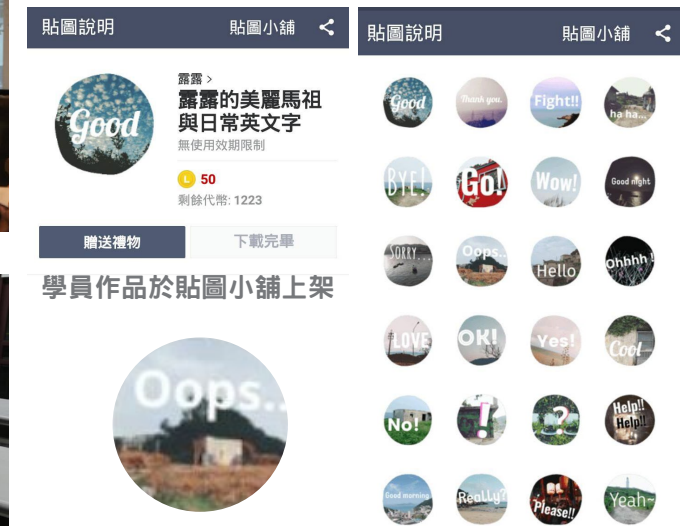 貼圖說明
貼圖小舖
Good
露露 >
露露的美麗馬祖
與日常英文字
無使用效期限制
L 50
剩餘代幣: 1223
贈送禮物
下載完畢
學員作品於貼圖小舖上架
Oops..
貼圖說明
貼圖小舖
Good
Thank you.
Fight!!
ha ha...
BYE!
Go!
Wow!
Good night
SORRY...
Oops..
Hello
Ohhhh !
LOVE
OK!
Yes!
Cool
No!
!
?
Help!!
Help!!
Good morning
Really?
Please!!
Yeah~